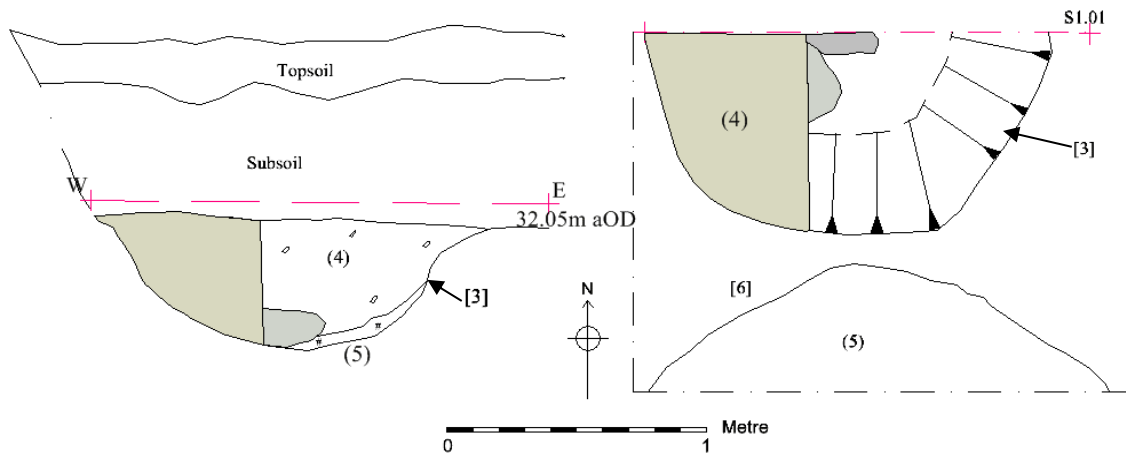 Topsoil
Subsoil
W
E
32.05m aOD
(4)
[3]
(5)
S1.01
(4)
[3]
[6]
(5)
N
Metre
0
1